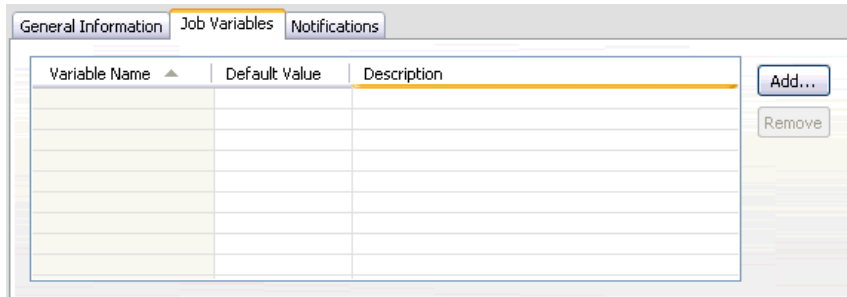 General Information Job Variables Notifications
Variable Name Default Value Description
Add...
Remove